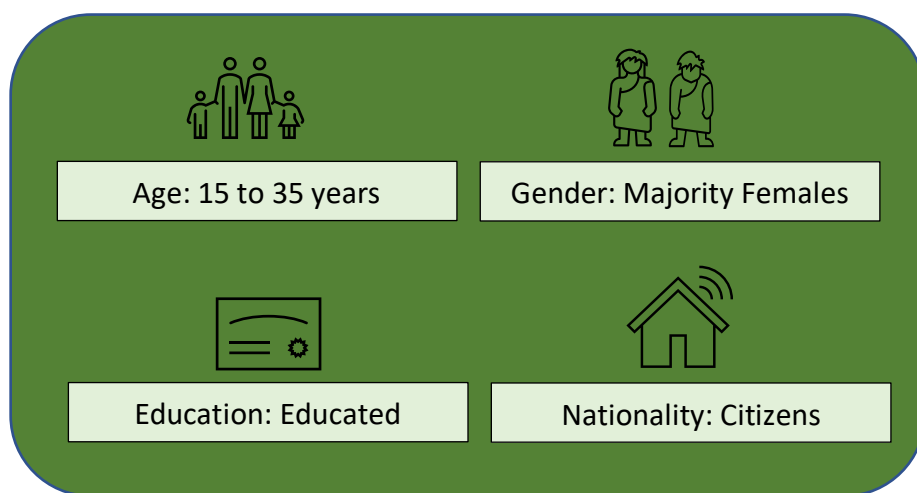 Age: 15 to 35 years
Gender: Majority Females
Education: Educated
Nationality: Citizens